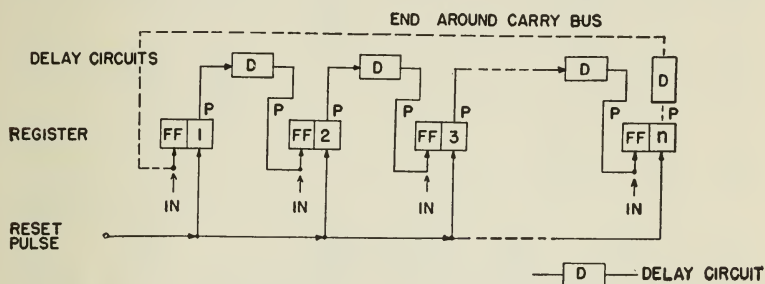 END AROUND CARRY BUS
DELAY CIRCUITS
D
D
D
D
P
P
P
P
P
P
P
REGISTER
FF 1
FF 2
FF 3
FF n
IN
IN
IN
IN
RESET
PULSE
D
DELAY CIRCUIT